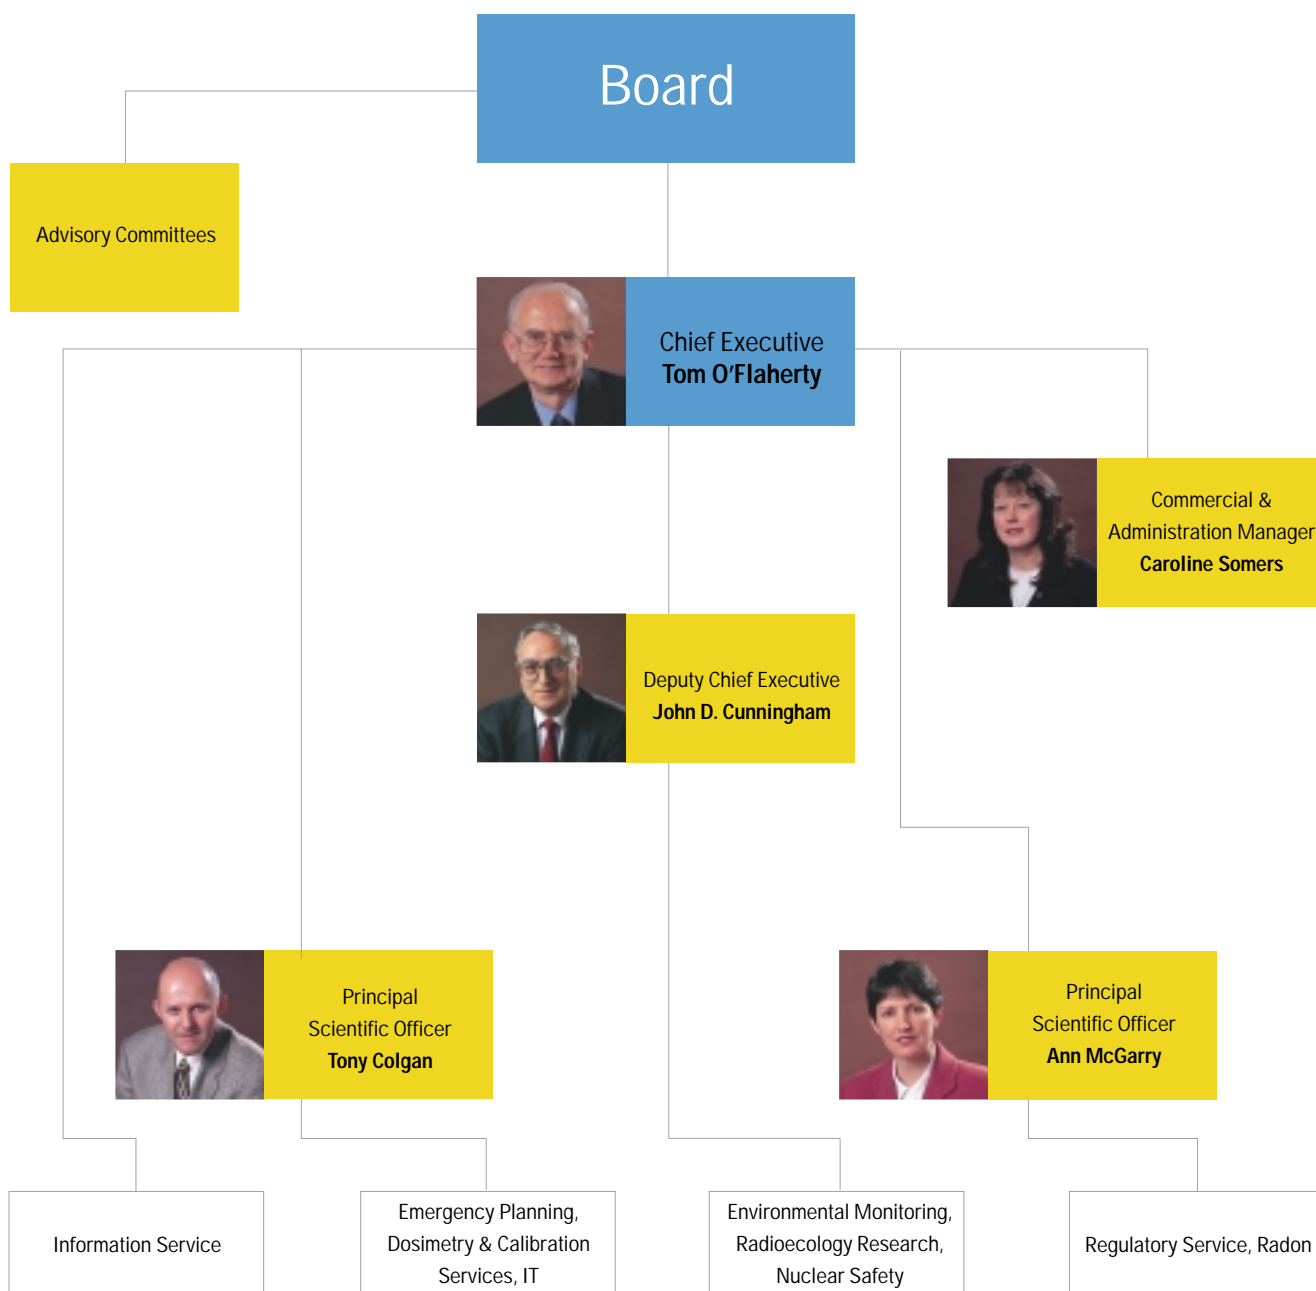 Board
Advisory Committees
Chief Executive
Tom O'Flaherty
Commercial &
Administration Manager
Caroline Somers
Deputy Chief Executive
John D. Cunningham
Principal
Scientific Officer
Tony Colgan
Principal
Scientific Officer
Ann McGarry
Information Service
Emergency Planning,
Dosimetry & Calibration
Services, IT
Environmental Monitoring,
Radioecology Research,
Nuclear Safety
Regulatory Service, Radon